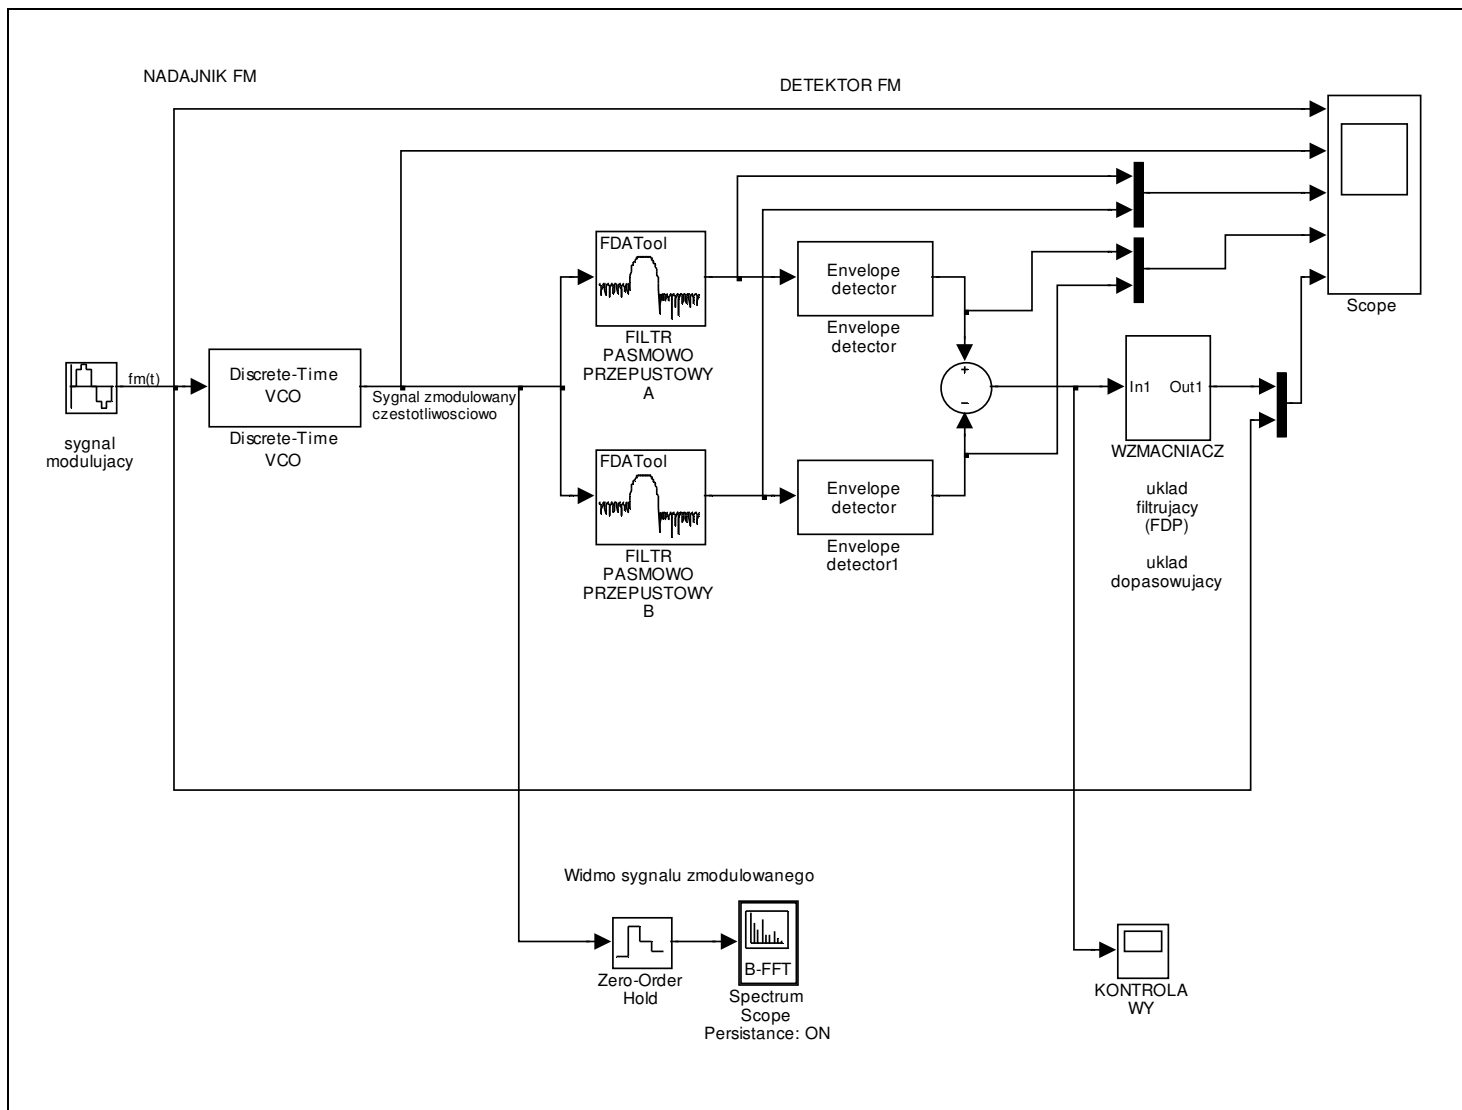 NADAJNIK FM
DETEKTOR FM
Scope
FDATool
FILTR
PASMOWO
PRZEPUSTOWY
A
Envelope
detector
Envelope
detector
fm(t)
sygnal
modulujacy
Discrete-Time
VCO
Discrete-Time
VCO
Sygnal zmodulowany
czestotliwosciowo
+
−
In1 Out1
WZMACNIACZ
uklad
filtrujacy
(FDP)
uklad
dopasowujacy
FDATool
FILTR
PASMOWO
PRZEPUSTOWY
B
Envelope
detector
Envelope
detector1
Widmo sygnalu zmodulowanego
Zero-Order
Hold
B-FFT
Spectrum
Scope
Persistance: ON
KONTROLA
WY